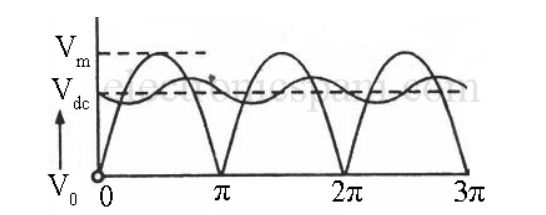 Vm
electronicspani.com
Vdc
V0
0 π 2π 3π